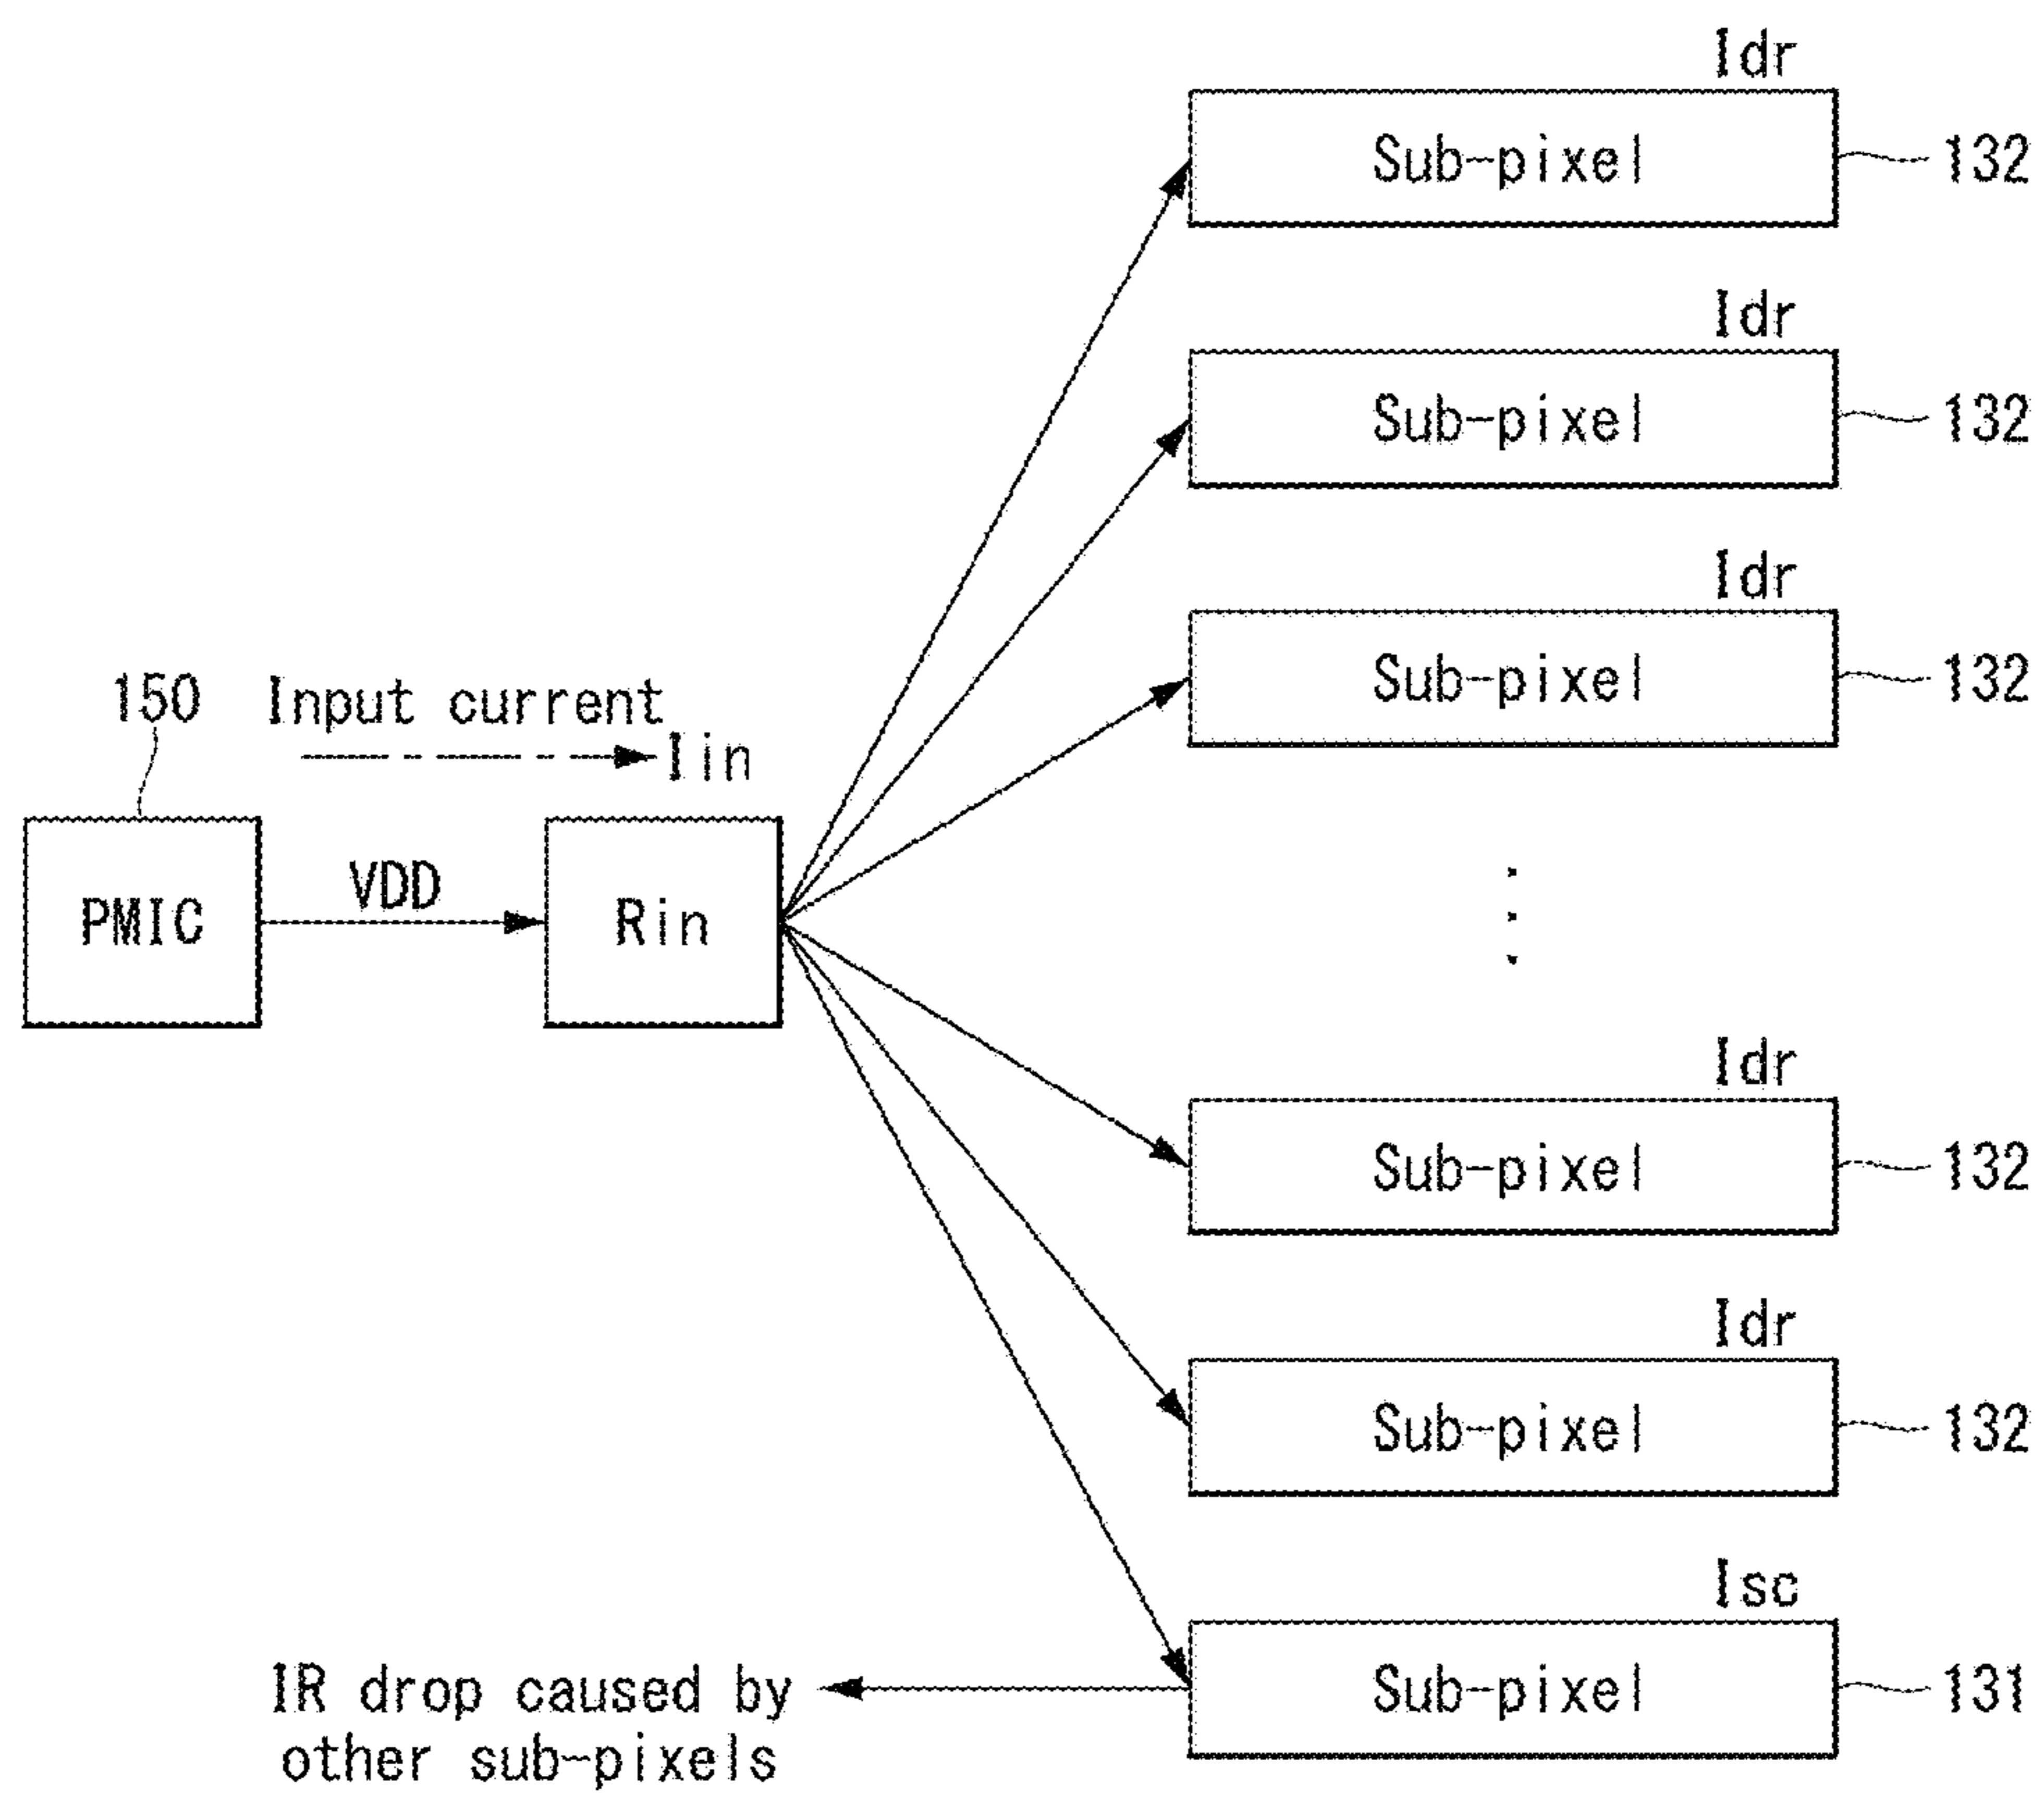 Idr
Sub-pixel
132
Idr
Sub-pixel
132
Idr
Sub-pixel
132
150
Input current
Iin
PMIC
VDD
Rin
Idr
Sub-pixel
132
Idr
Sub-pixel
132
Isc
Sub-pixel
131
IR drop caused by
other sub-pixels